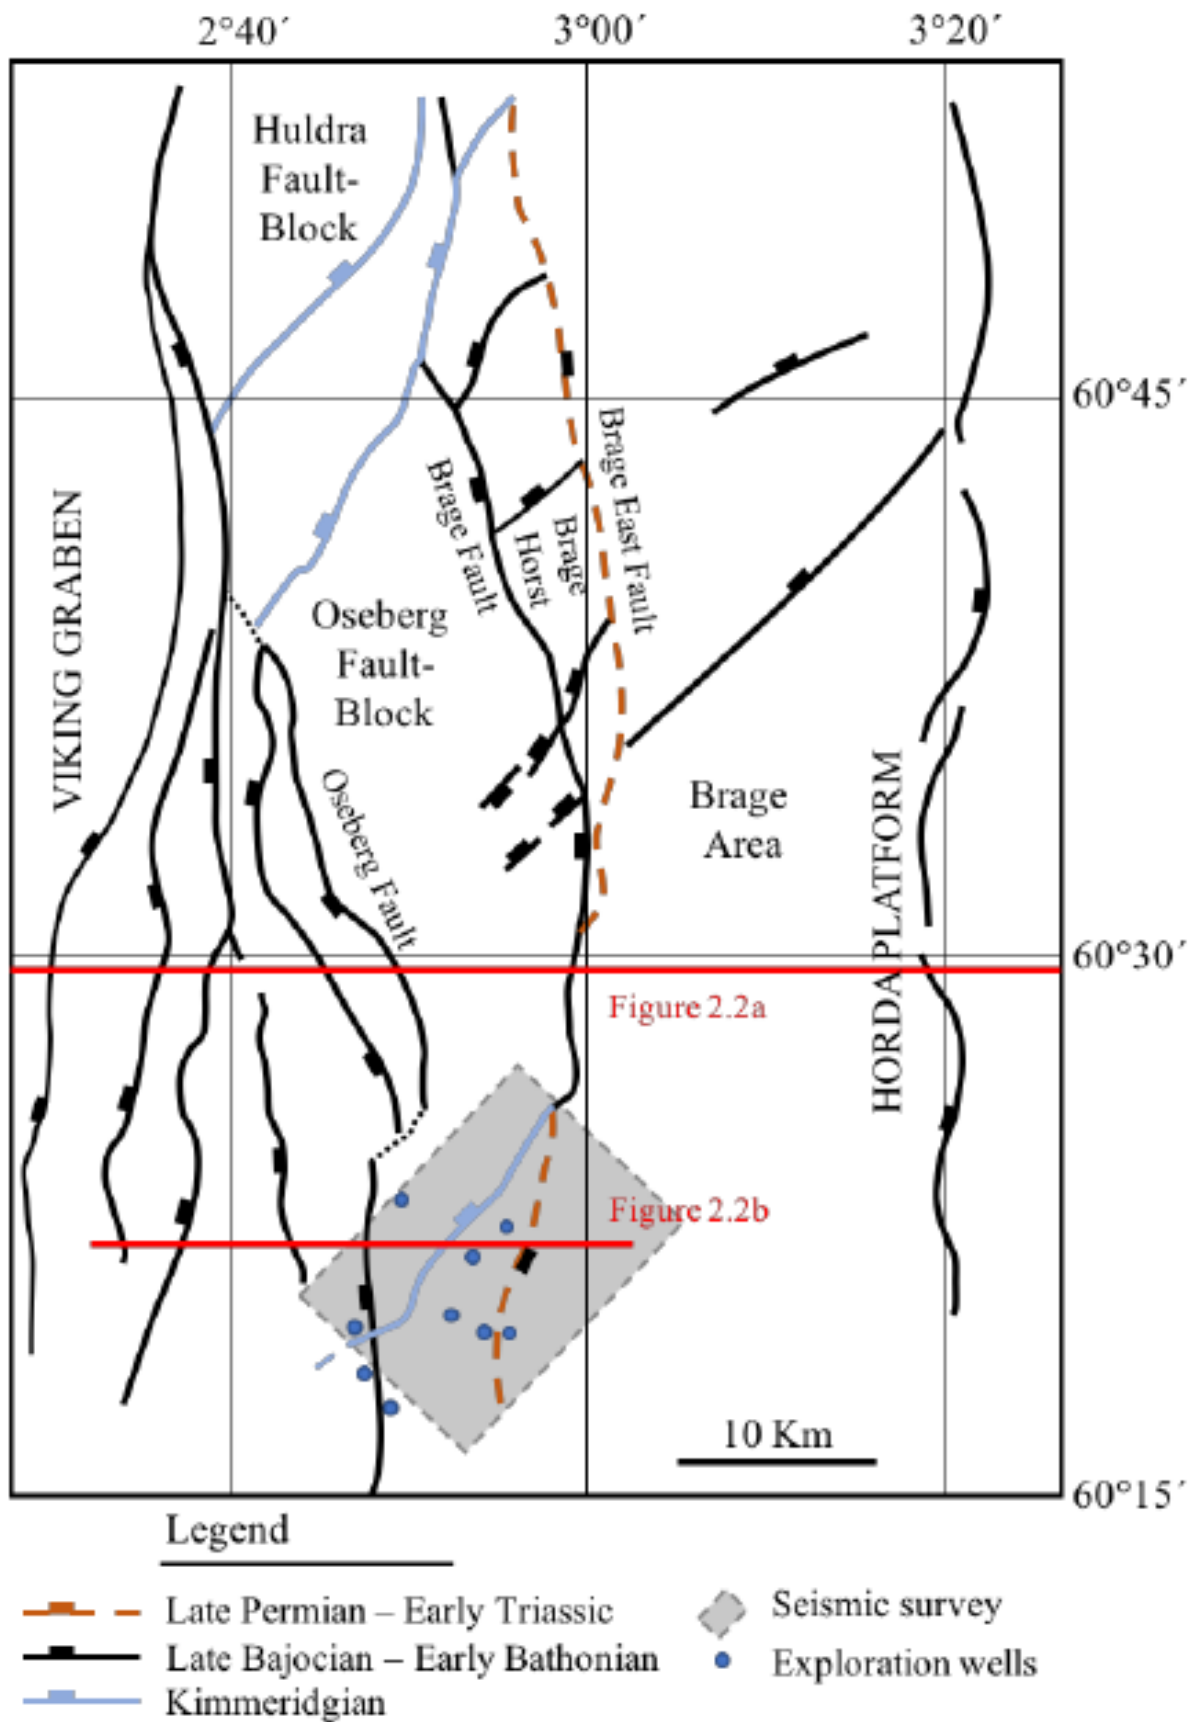 2°40´ 3°00´ 3°20´
Huldra
Fault-
Block
60°45´
Brage Fault
Horst
Brage
Brage East Fault
VIKING GRABEN
Oseberg
Fault-
Block
Oseberg Fault
Brage
Area
HORDA PLATFORM
60°30´
Figure 2.2a
Figure 2.2b
10 Km
60°15´
Legend
Late Permian – Early Triassic
Late Bajocian – Early Bathonian
Kimmeridgian
Seismic survey
Exploration wells